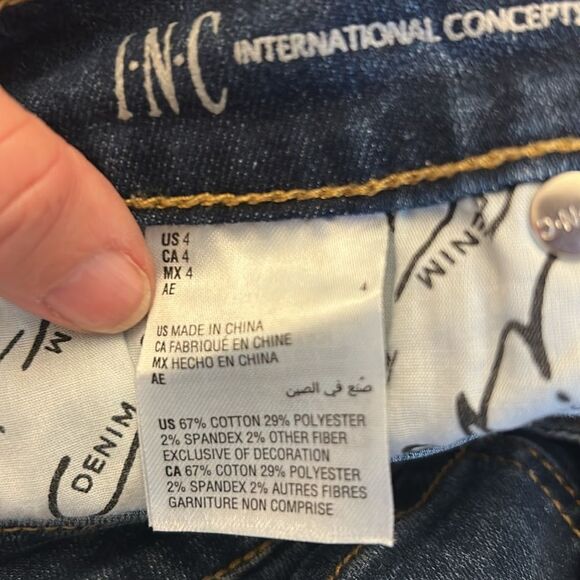 I·N·C INTERNATIONAL CONCEPTS
US 4
CA 4
MX 4
AE 4
US MADE IN CHINA
CA FABRIQUÉ EN CHINE
MX HECHO EN CHINA
AE
صنع في الصين
US 67% COTTON 29% POLYESTER
2% SPANDEX 2% OTHER FIBER
EXCLUSIVE OF DECORATION
CA 67% COTON 29% POLYESTER
2% SPANDEX 2% AUTRES FIBRES
GARNITURE NON COMPRISE
DENIM
DENIM